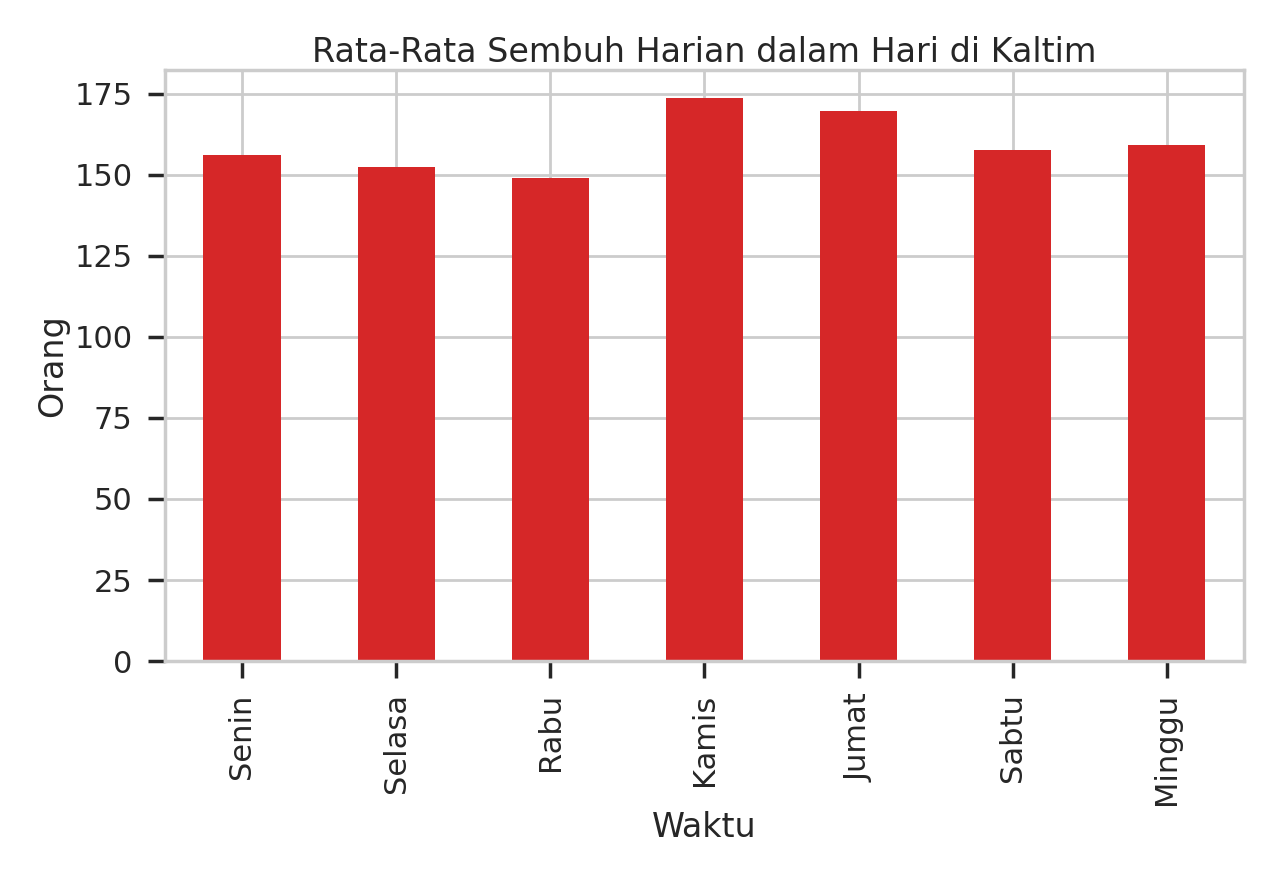 Rata-Rata Sembuh Harian dalam Hari di Kaltim
175
150
125
100
75
50
25
0
Orang
Senin
Selasa
Rabu
Kamis
Jumat
Sabtu
Minggu
Waktu